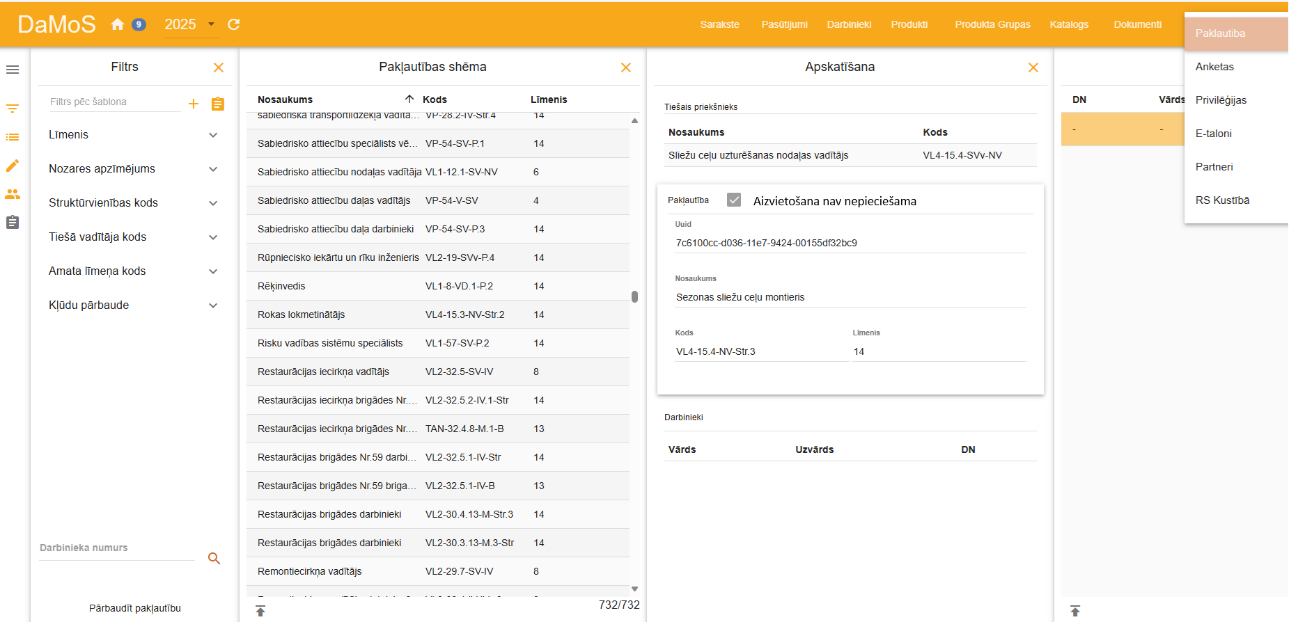 DaMoS 9 2025 Sarakste Pasūtījumi Darbinieki Produkti Produkta Grupas Katalogs Dokumenti
Pakļautība
Anketas
Privilēģijas
E-taloni
Partneri
RS Kustībā
Filtrs
Filtrs pēc šablona
Līmenis
Nozares apzīmējums
Struktūrvienības kods
Tiešā vadītāja kods
Amata līmeņa kods
Kļūdu pārbaude
Darbinieka numurs
Pārbaudīt pakļautību
Pakļautības shēma
Nosaukums Kods Līmenis
sabiedriskā transportlīdzekļa vadīta... VP-28.2-IV-Str.4 14
Sabiedrisko attiecību speciālists vē... VP-54-SV-P.1 14
Sabiedrisko attiecību nodaļas vadītāja VL1-12.1-SV-NV 6
Sabiedrisko attiecību daļas vadītājs VP-54-V-SV 4
Sabiedrisko attiecību daļa darbinieki VP-54-SV-P.3 14
Rūpniecisko iekārtu un rīku inženieris VL2-19-SVv-P.4 14
Rēķinvedis VL1-8-VD.1-P.2 14
Rokas lokmetinātājs VL4-15.3-NV-Str.2 14
Risku vadības sistēmu speciālists VL1-57-SV-P.2 14
Restaurācijas iecirkņa vadītājs VL2-32.5-SV-IV 8
Restaurācijas iecirkņa brigādes Nr.... VL2-32.5.2-IV.1-Str 14
Restaurācijas iecirkņa brigādes Nr.... TAN-32.4.8-M.1-B 13
Restaurācijas brigādes Nr.59 darbi... VL2-32.5.1-IV-Str 14
Restaurācijas brigādes Nr.59 briga... VL2-32.5.1-IV-B 13
Restaurācijas brigādes darbinieki VL2-30.4.13-M-Str.3 14
Restaurācijas brigādes darbinieki VL2-30.3.13-M.3-Str 14
Remontiecirkņa vadītājs VL2-29.7-SV-IV 8
732/732
Apskatīšana
Tiešais priekšnieks
Nosaukums Kods
Sliežu ceļu uzturēšanas nodaļas vadītājs VL4-15.4-SVv-NV
Pakļautība Aizvietošana nav nepieciešama
Uuid
7c6100cc-d036-11e7-9424-00155df32bc9
Nosaukums
Sezonas sliežu ceļu montieris
Kods Līmenis
VL4-15.4-NV-Str.3 14
Darbinieki
Vārds Uzvārds DN
DN Vārds
- -